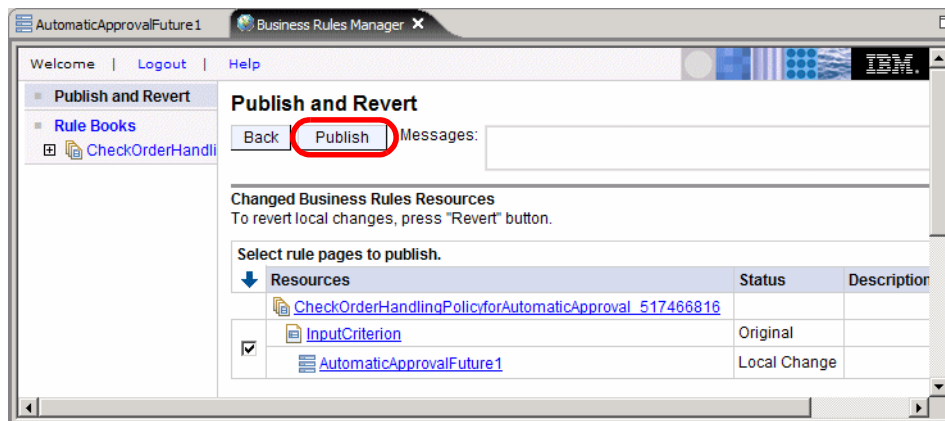 AutomaticApprovalFuture1 Business Rules Manager
Welcome | Logout | Help IBM.
Publish and Revert
Rule Books
CheckOrderHandli
Publish and Revert
Back Publish Messages:
Changed Business Rules Resources
To revert local changes, press "Revert" button.
Select rule pages to publish.
Resources Status Description
CheckOrderHandlingPolicyforAutomaticApproval_517466816
InputCriterion Original
AutomaticApprovalFuture1 Local Change